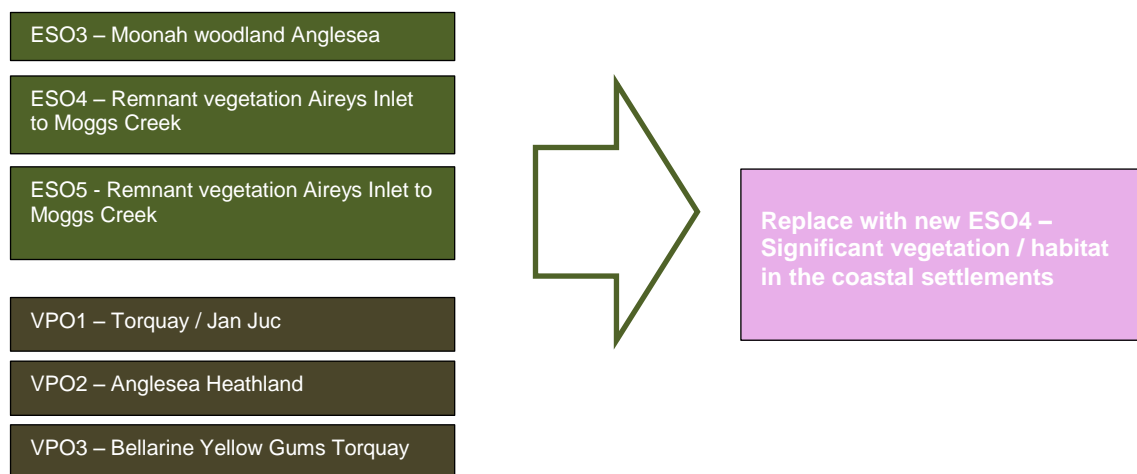 ESO3 – Moonah woodland Anglesea
ESO4 – Remnant vegetation Aireys Inlet
to Moggs Creek
ESO5 - Remnant vegetation Aireys Inlet to
Moggs Creek
VPO1 – Torquay / Jan Juc
VPO2 – Anglesea Heathland
VPO3 – Bellarine Yellow Gums Torquay
Replace with new ESO4 –
Significant vegetation / habitat
in the coastal settlements